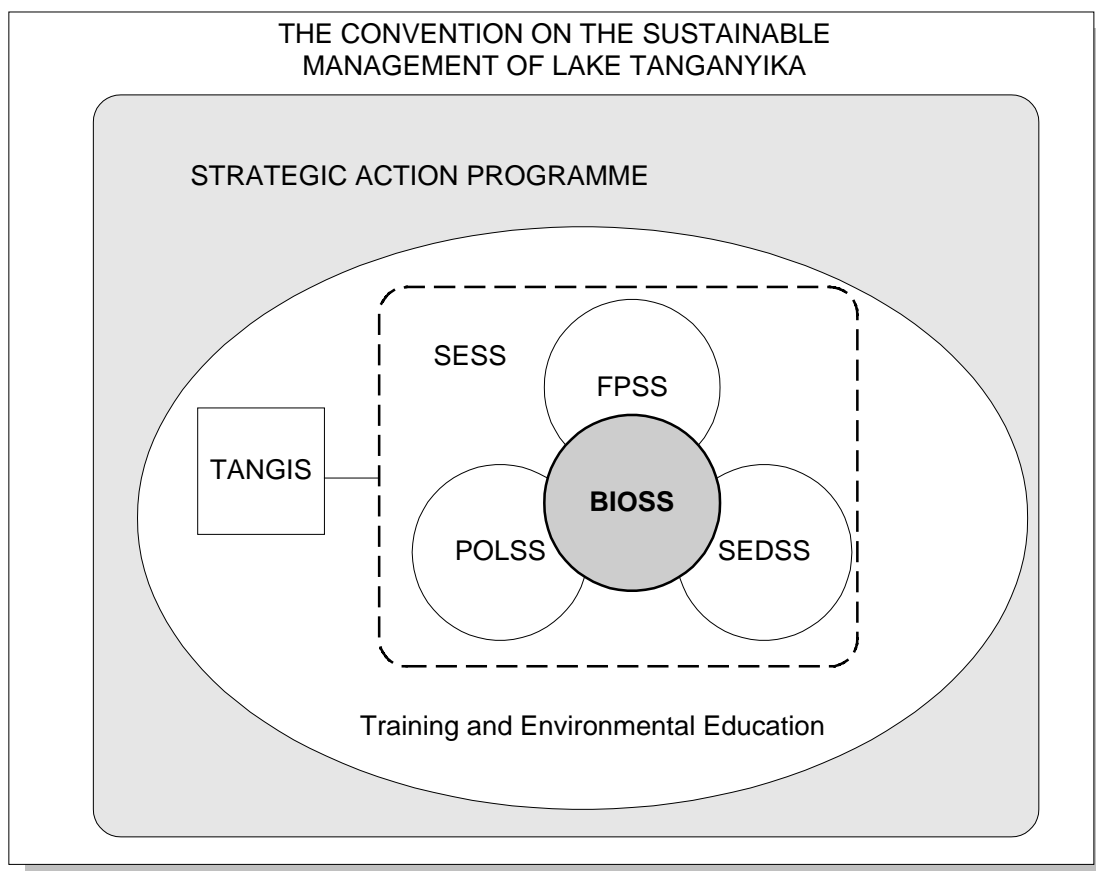 THE CONVENTION ON THE SUSTAINABLE
MANAGEMENT OF LAKE TANGANYIKA
STRATEGIC ACTION PROGRAMME
SESS
FPSS
TANGIS
BIOSS
POLSS
SEDSS
Training and Environmental Education